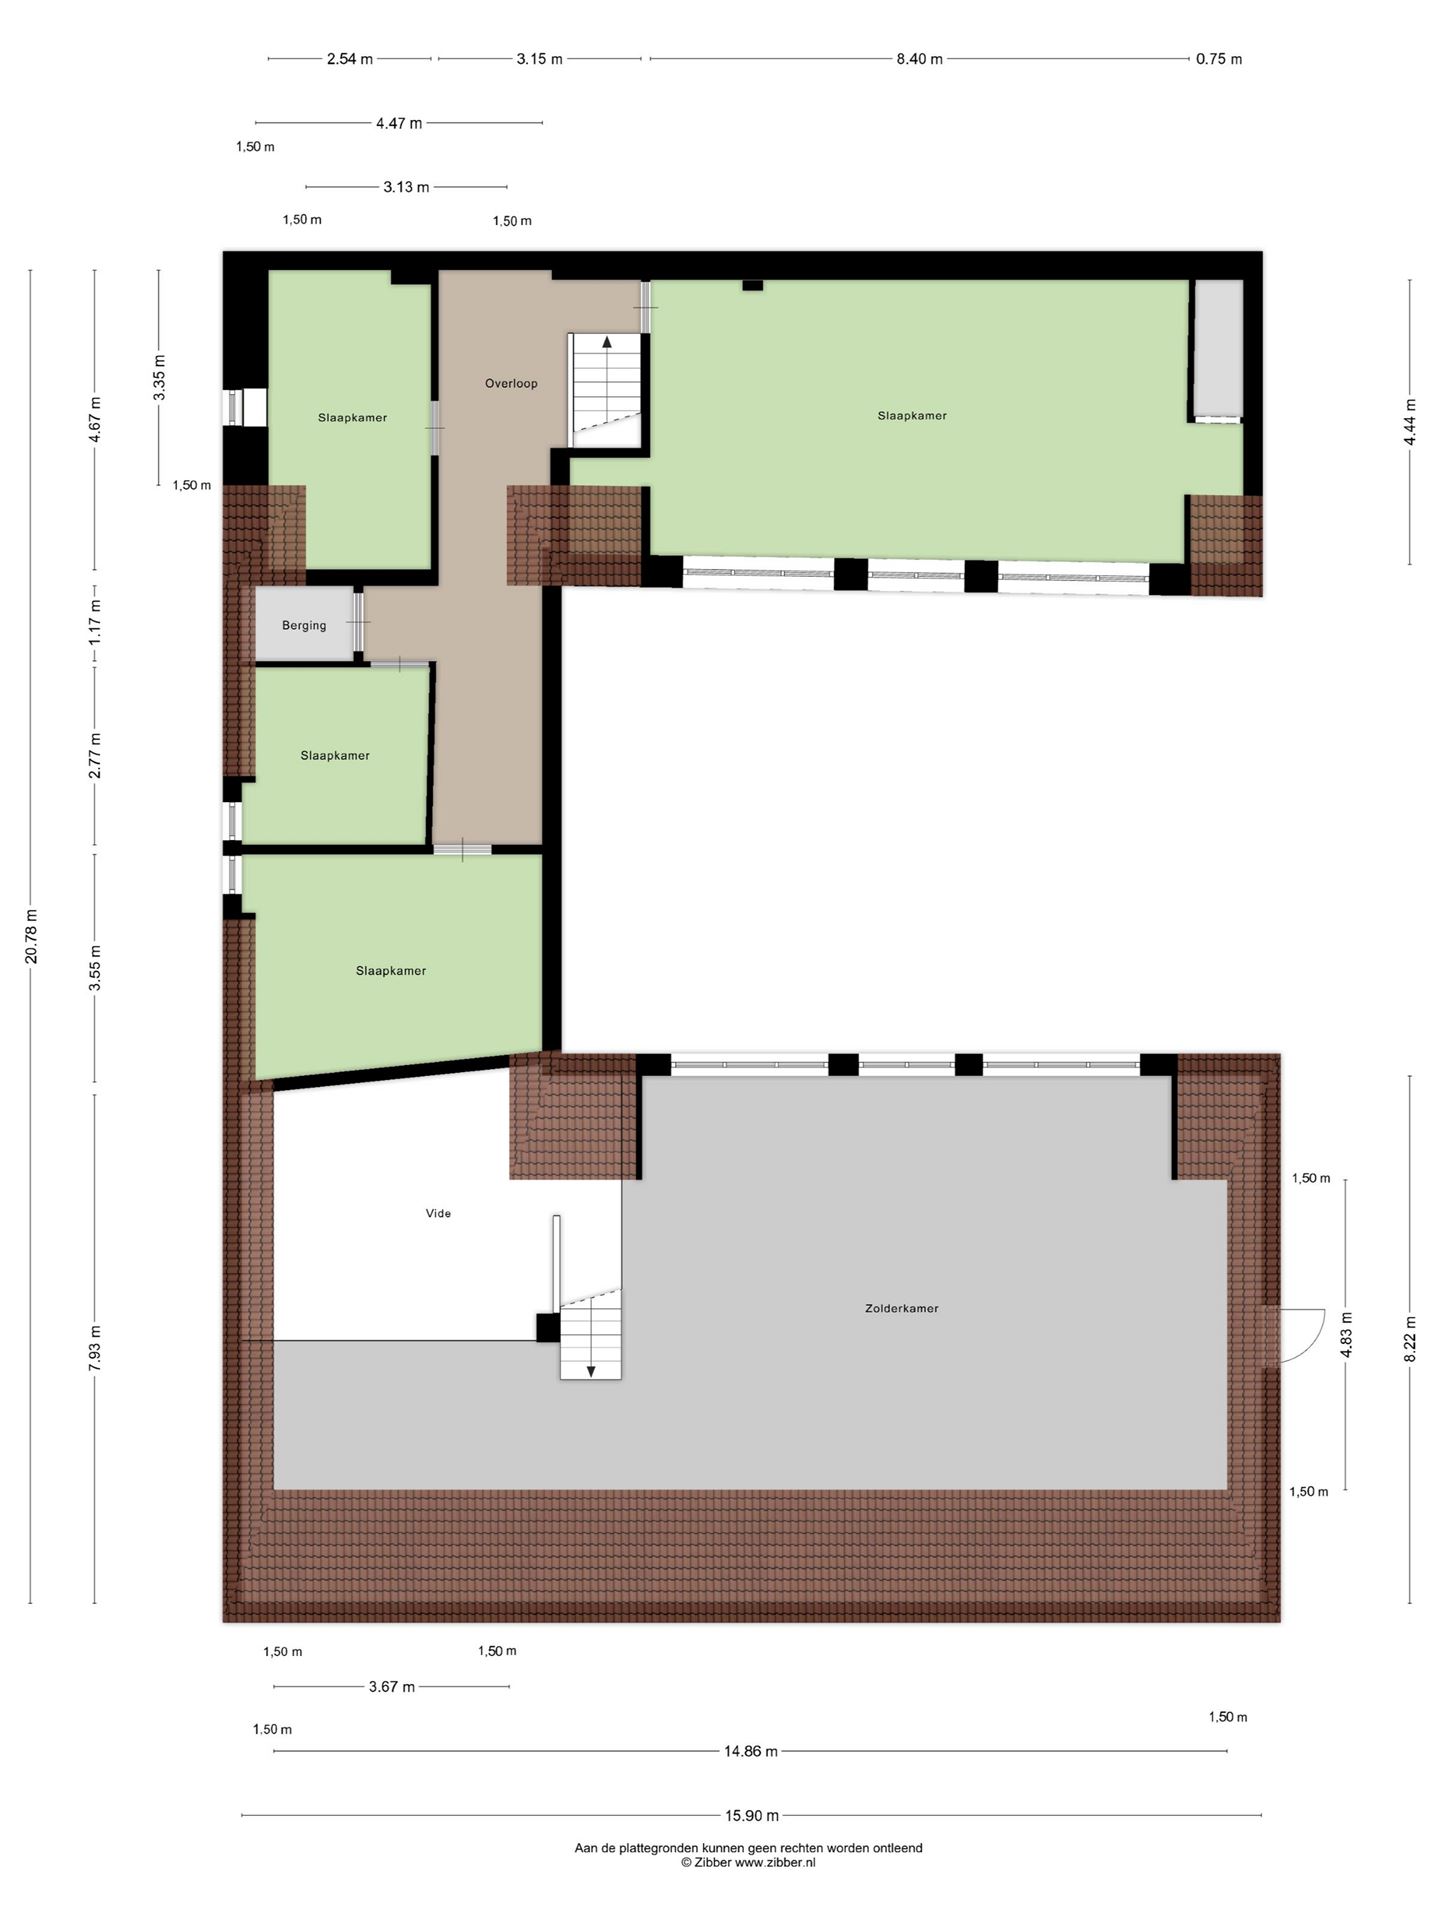 2.54 m 3.15 m 8.40 m 0.75 m
4.47 m
1,50 m
3.13 m
1,50 m 1,50 m
3.35 m
4.67 m
4.44 m
Overloop
Slaapkamer
Slaapkamer
1,50 m
1.17 m
Berging
2.77 m
Slaapkamer
20.78 m
3.55 m
Slaapkamer
1,50 m
Vide
Zolderkamer
7.93 m
4.83 m
8.22 m
1,50 m
1,50 m 1,50 m
3.67 m
1.50 m 1,50 m
14.86 m
15.90 m
Aan de plattegronden kunnen geen rechten worden ontleend
© Zibber www.zibber.nl